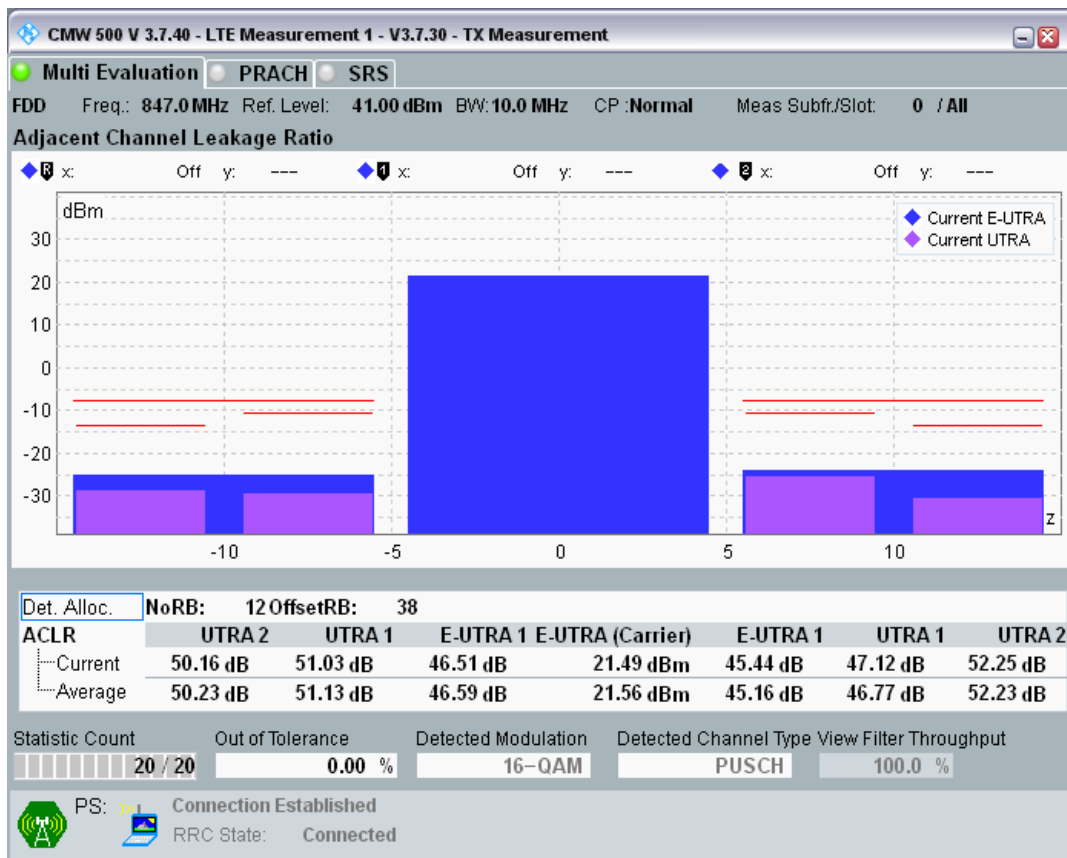 CMW 500 V 3.7.40 - LTE Measurement 1 - V3.7.30 - TX Measurement
Multi Evaluation PRACH SRS
FDD Freq.: 847.0 MHz Ref. Level: 41.00 dBm BW: 10.0 MHz CP :Normal Meas Subfr./Slot: 0 / All
Adjacent Channel Leakage Ratio
R x: Off y: --- 1 x: Off y: --- 2 x: Off y: ---
dBm
Current E-UTRA
Current UTRA
30
20
10
0
-10
-20
-30
z
-10 -5 0 5 10
Det. Alloc. NoRB: 12 OffsetRB: 38
ACLR UTRA 2 UTRA 1 E-UTRA 1 E-UTRA (Carrier) E-UTRA 1 UTRA 1 UTRA 2
Current 50.16 dB 51.03 dB 46.51 dB 21.49 dBm 45.44 dB 47.12 dB 52.25 dB
Average 50.23 dB 51.13 dB 46.59 dB 21.56 dBm 45.16 dB 46.77 dB 52.23 dB
Statistic Count Out of Tolerance Detected Modulation Detected Channel Type View Filter Throughput
20 / 20 0.00 % 16-QAM PUSCH 100.0 %
PS: Connection Established
RRC State: Connected